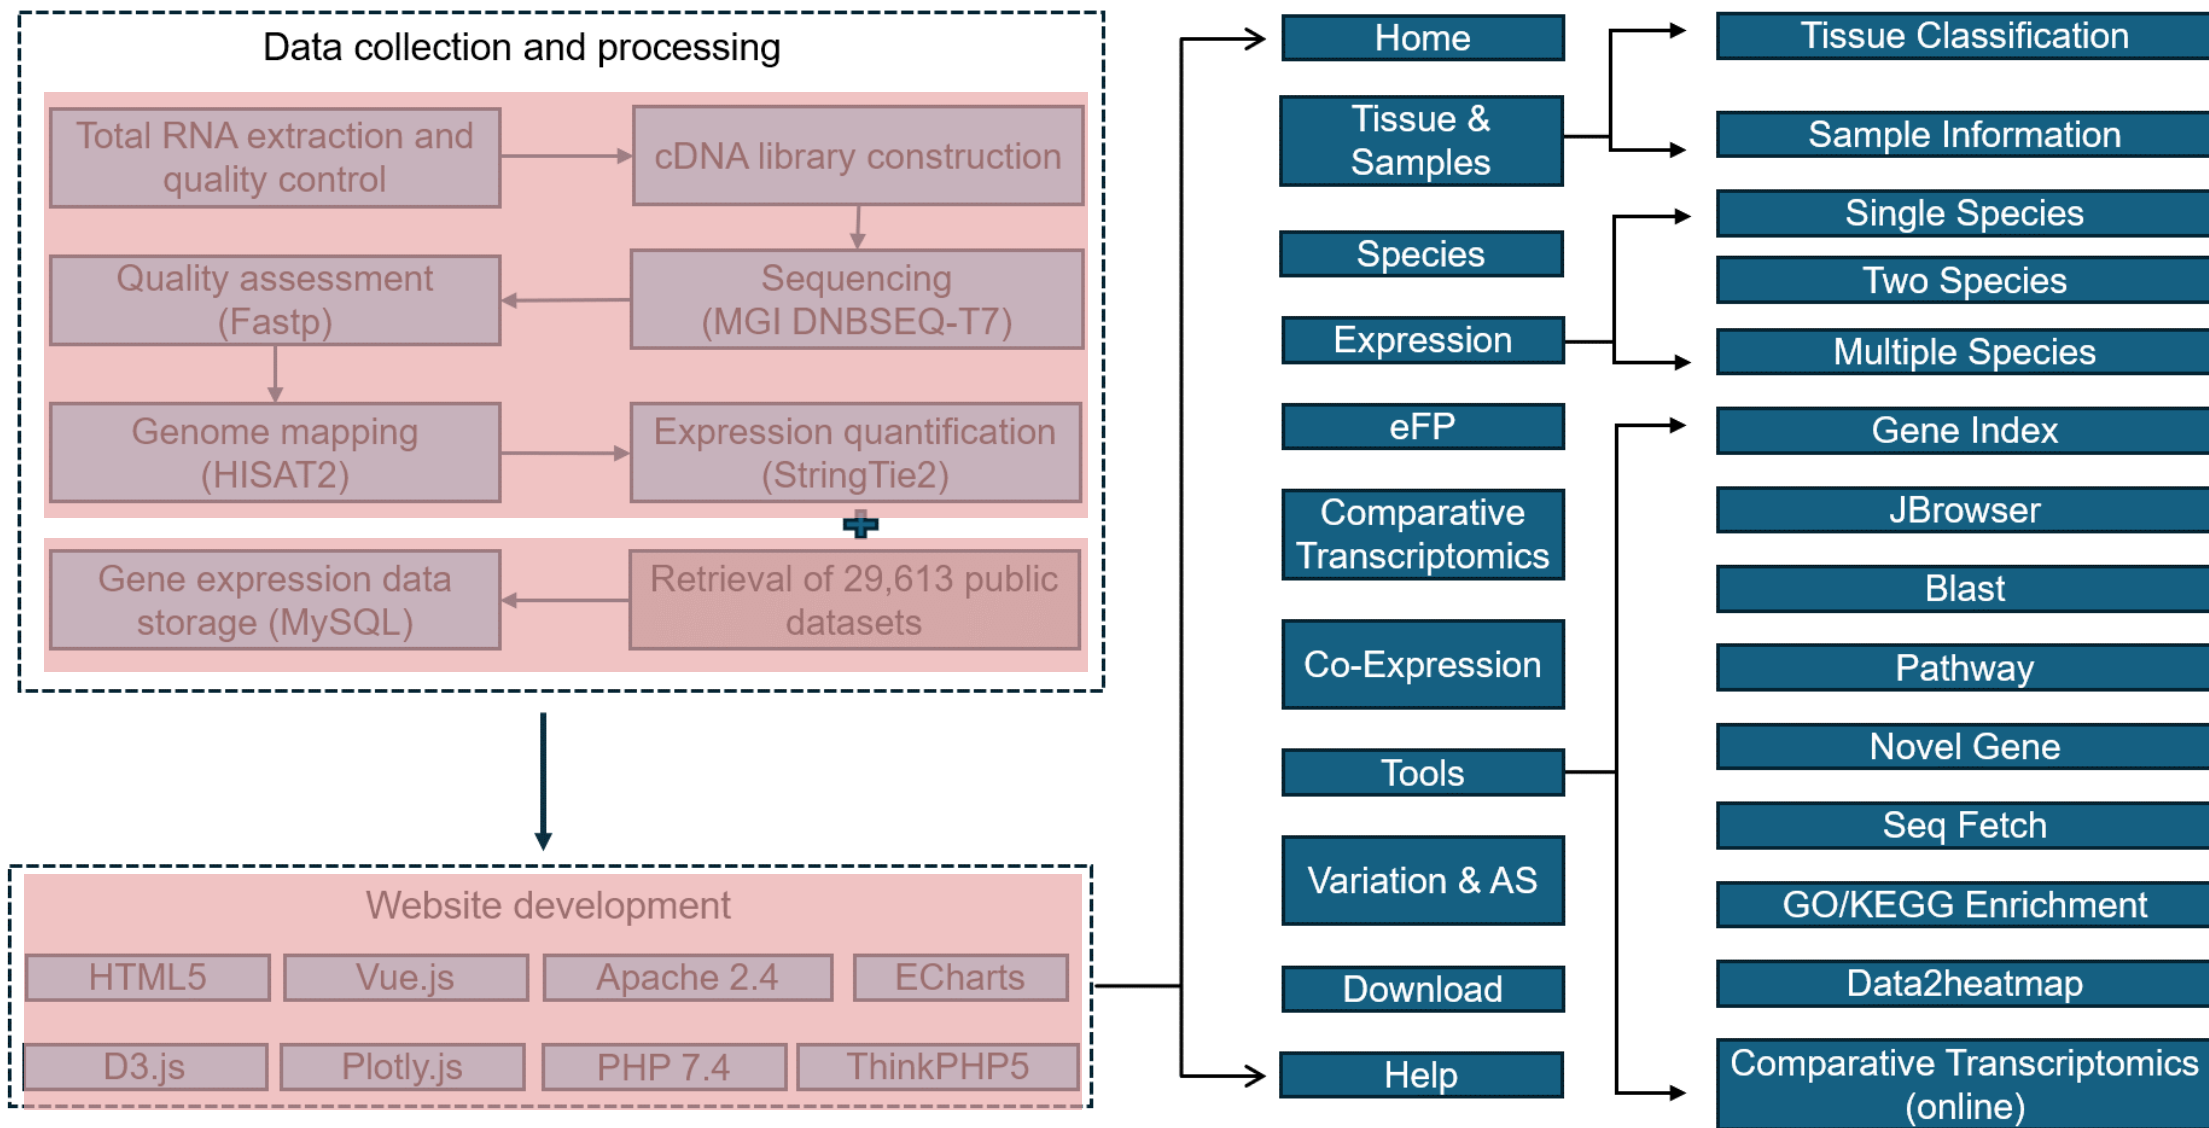 Data collection and processing
Total RNA extraction and
quality control
cDNA library construction
Quality assessment
(Fastp)
Sequencing
(MGI DNBSEQ-T7)
Genome mapping
(HISAT2)
Expression quantification
(StringTie2)
Gene expression data
storage (MySQL)
Retrieval of 29,613 public
datasets
Website development
HTML5
Vue.js
Apache 2.4
ECharts
D3.js
Plotly.js
PHP 7.4
ThinkPHP5
Home
Tissue &
Samples
Species
Expression
eFP
Comparative
Transcriptomics
Co-Expression
Tools
Variation & AS
Download
Help
Tissue Classification
Sample Information
Single Species
Two Species
Multiple Species
Gene Index
JBrowser
Blast
Pathway
Novel Gene
Seq Fetch
GO/KEGG Enrichment
Data2heatmap
Comparative Transcriptomics
(online)